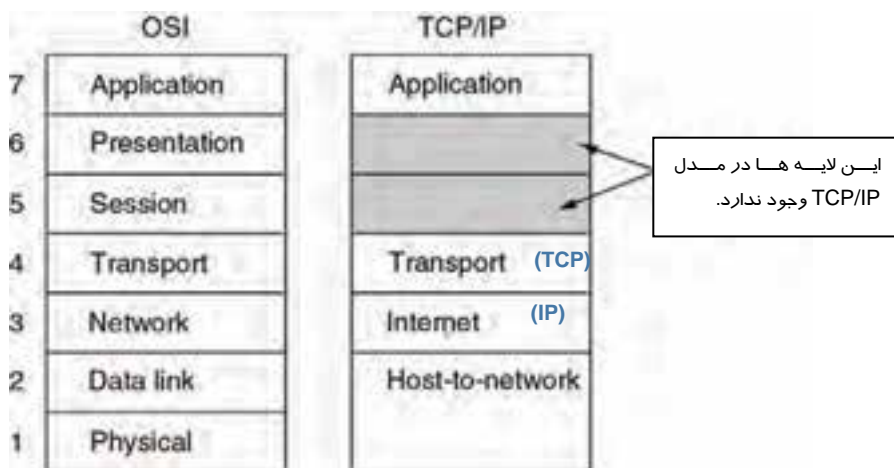 OSI TCP/IP
7 Application Application
6 Presentation
5 Session
این لایه ها در مدل
TCP/IP وجود ندارد.
4 Transport Transport (TCP)
3 Network Internet (IP)
2 Data link Host-to-network
1 Physical